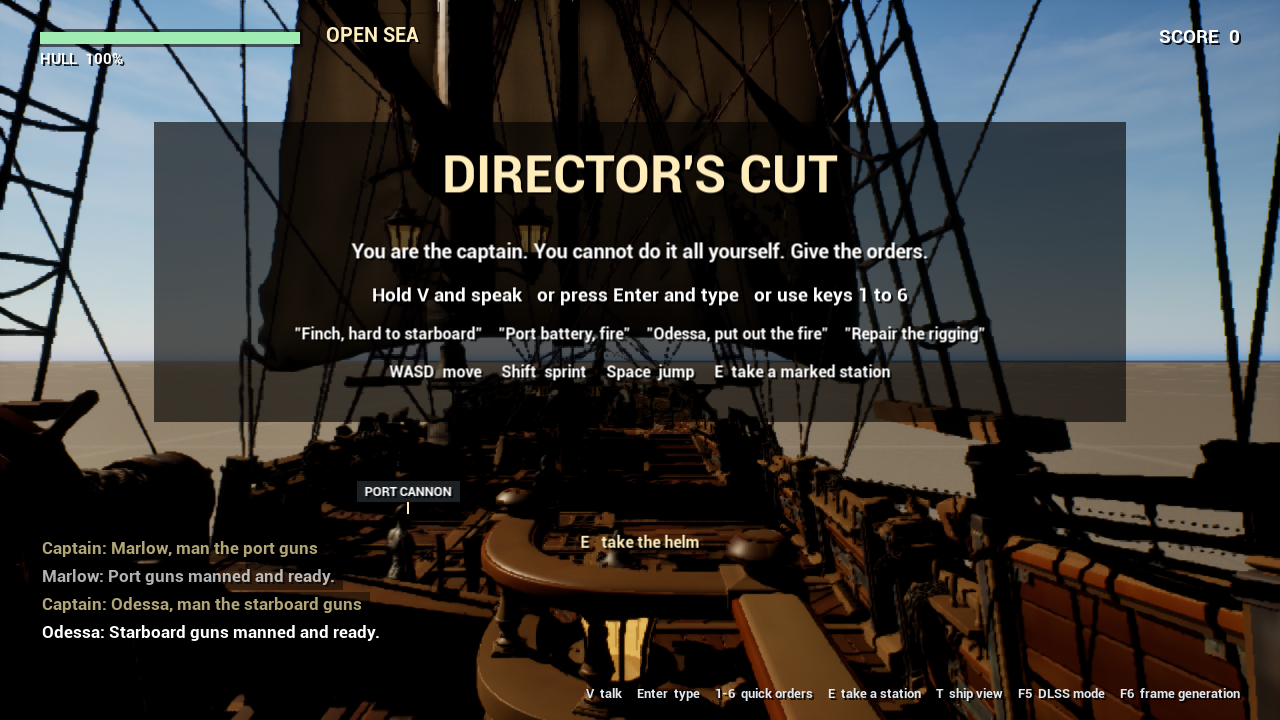 OPEN SEA
SCORE 0
HULL 100%
DIRECTOR'S CUT
You are the captain. You cannot do it all yourself. Give the orders.
Hold V and speak or press Enter and type or use keys 1 to 6
"Finch, hard to starboard" "Port battery, fire" "Odessa, put out the fire" "Repair the rigging"
WASD move Shift sprint Space jump E take a marked station
PORT CANNON
E take the helm
Captain: Marlow, man the port guns
Marlow: Port guns manned and ready.
Captain: Odessa, man the starboard guns
Odessa: Starboard guns manned and ready.
V talk Enter type 1-6 quick orders E take a station T ship view F5 DLSS mode F6 frame generation